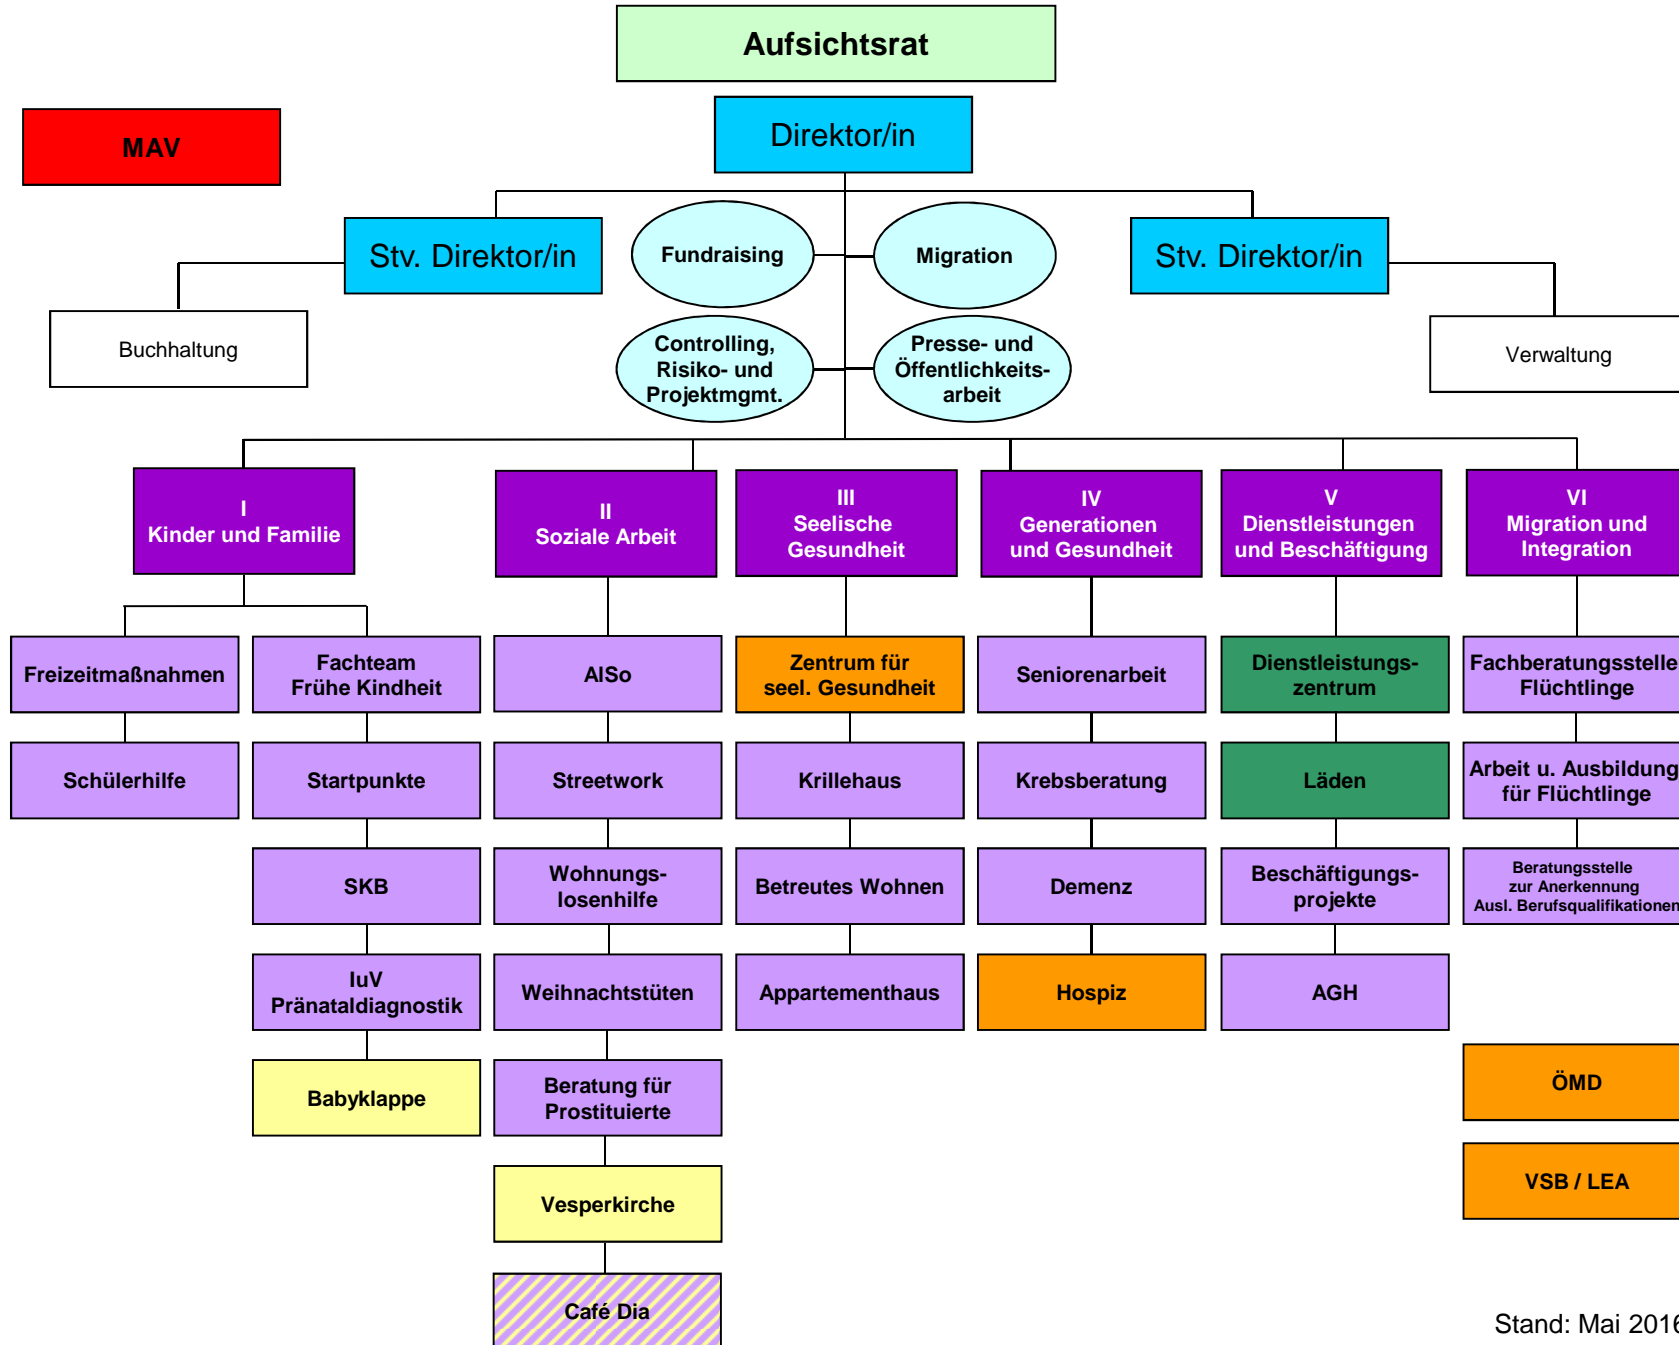 Aufsichtsrat
MAV
Direktor/in
Stv. Direktor/in
Fundraising
Migration
Stv. Direktor/in
Buchhaltung
Controlling,
Risiko- und
Projektmgmt.
Presse- und
Öffentlichkeits-
arbeit
Verwaltung
I
Kinder und Familie
II
Soziale Arbeit
III
Seelische
Gesundheit
IV
Generationen
und Gesundheit
V
Dienstleistungen
und Beschäftigung
VI
Migration und
Integration
Freizeitmaßnahmen
Fachteam
Frühe Kindheit
AlSo
Zentrum für
seel. Gesundheit
Seniorenarbeit
Dienstleistungs-
zentrum
Fachberatungsstelle
Flüchtlinge
Schülerhilfe
Startpunkte
Streetwork
Krillehaus
Krebsberatung
Läden
Arbeit u. Ausbildung
für Flüchtlinge
SKB
Wohnungs-
losenhilfe
Betreutes Wohnen
Demenz
Beschäftigungs-
projekte
Beratungsstelle
zur Anerkennung
Ausl. Berufsqualifikationen
IuV
Pränataldiagnostik
Weihnachtstüten
Appartementhaus
Hospiz
AGH
Babyklappe
Beratung für
Prostituierte
ÖMD
Vesperkirche
VSB / LEA
Café Dia
Stand: Mai 2016